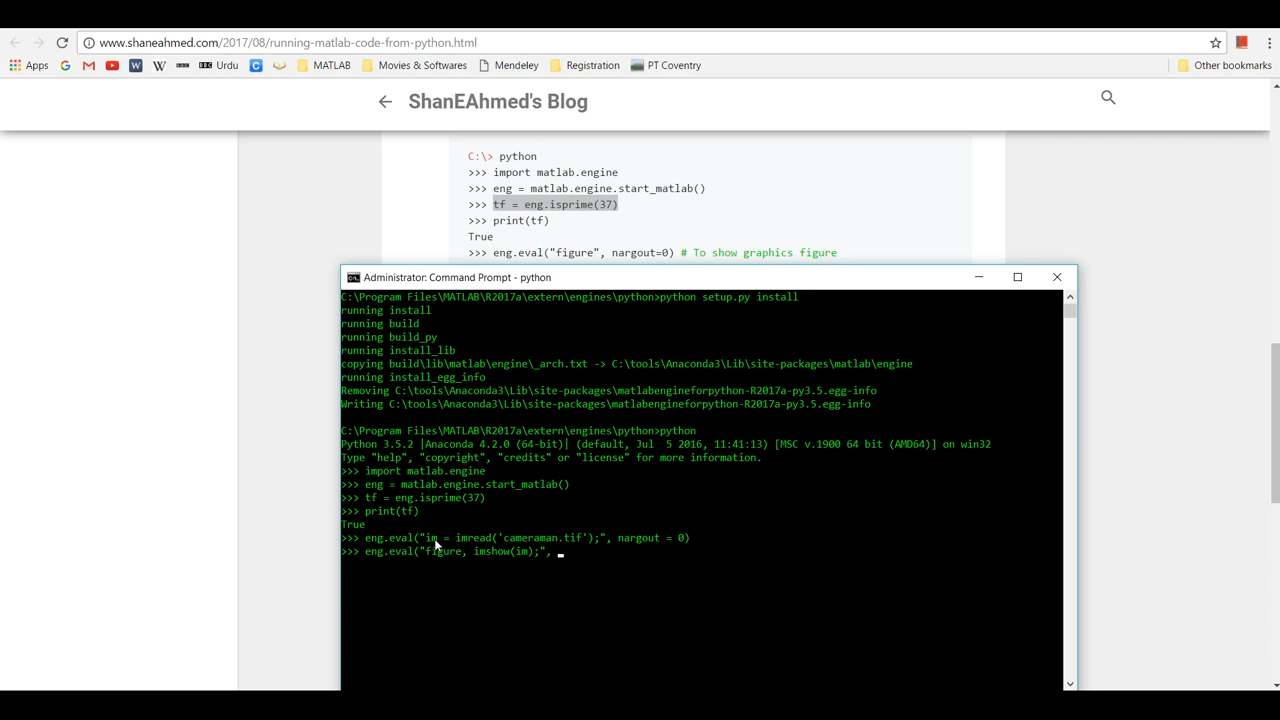 www.shaneahmed.com/2017/08/running-matlab-code-from-python.html
Apps Urdu MATLAB Movies & Softwares Mendeley Registration PT Coventry Other bookmarks
ShanEAhmed's Blog
C:\> python
>>> import matlab.engine
>>> eng = matlab.engine.start_matlab()
>>> tf = eng.isprime(37)
>>> print(tf)
True
>>> eng.eval("figure", nargout=0) # To show graphics figure
Administrator: Command Prompt - python
C:\Program Files\MATLAB\R2017a\extern\engines\python>python setup.py install
running install
running build
running build_py
running install_lib
copying build\lib\matlab\engine\_arch.txt -> C:\tools\Anaconda3\Lib\site-packages\matlab\engine
running install_egg_info
Removing C:\tools\Anaconda3\Lib\site-packages\matlabengineforpython-R2017a-py3.5.egg-info
Writing C:\tools\Anaconda3\Lib\site-packages\matlabengineforpython-R2017a-py3.5.egg-info
C:\Program Files\MATLAB\R2017a\extern\engines\python>python
Python 3.5.2 |Anaconda 4.2.0 (64-bit)| (default, Jul  5 2016, 11:41:13) [MSC v.1900 64 bit (AMD64)] on win32
Type "help", "copyright", "credits" or "license" for more information.
>>> import matlab.engine
>>> eng = matlab.engine.start_matlab()
>>> tf = eng.isprime(37)
>>> print(tf)
True
>>> eng.eval("im = imread('cameraman.tif');", nargout = 0)
>>> eng.eval("figure, imshow(im);", _